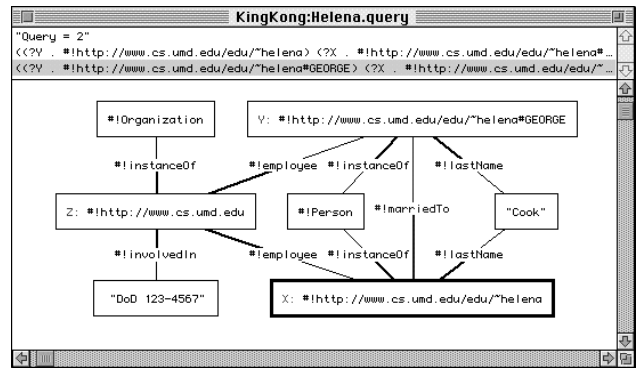 KingKong:Helena.query
"Query = 2"
((?Y . #!http://www.cs.umd.edu/edu/~helena) (?X . #!http://www.cs.umd.edu/edu/~helena#…
((?Y . #!http://www.cs.umd.edu/edu/~helena#GEORGE) (?X . #!http://www.cs.umd.edu/edu/~…
#!Organization
Y: #!http://www.cs.umd.edu/edu/~helena#GEORGE
#!instanceOf
#!employee
#!instanceOf
#!lastName
Z: #!http://www.cs.umd.edu
#!Person
#!marriedTo
"Cook"
#!involvedIn
#!employee
#!instanceOf
#!lastName
"DoD 123-4567"
X: #!http://www.cs.umd.edu/edu/~helena